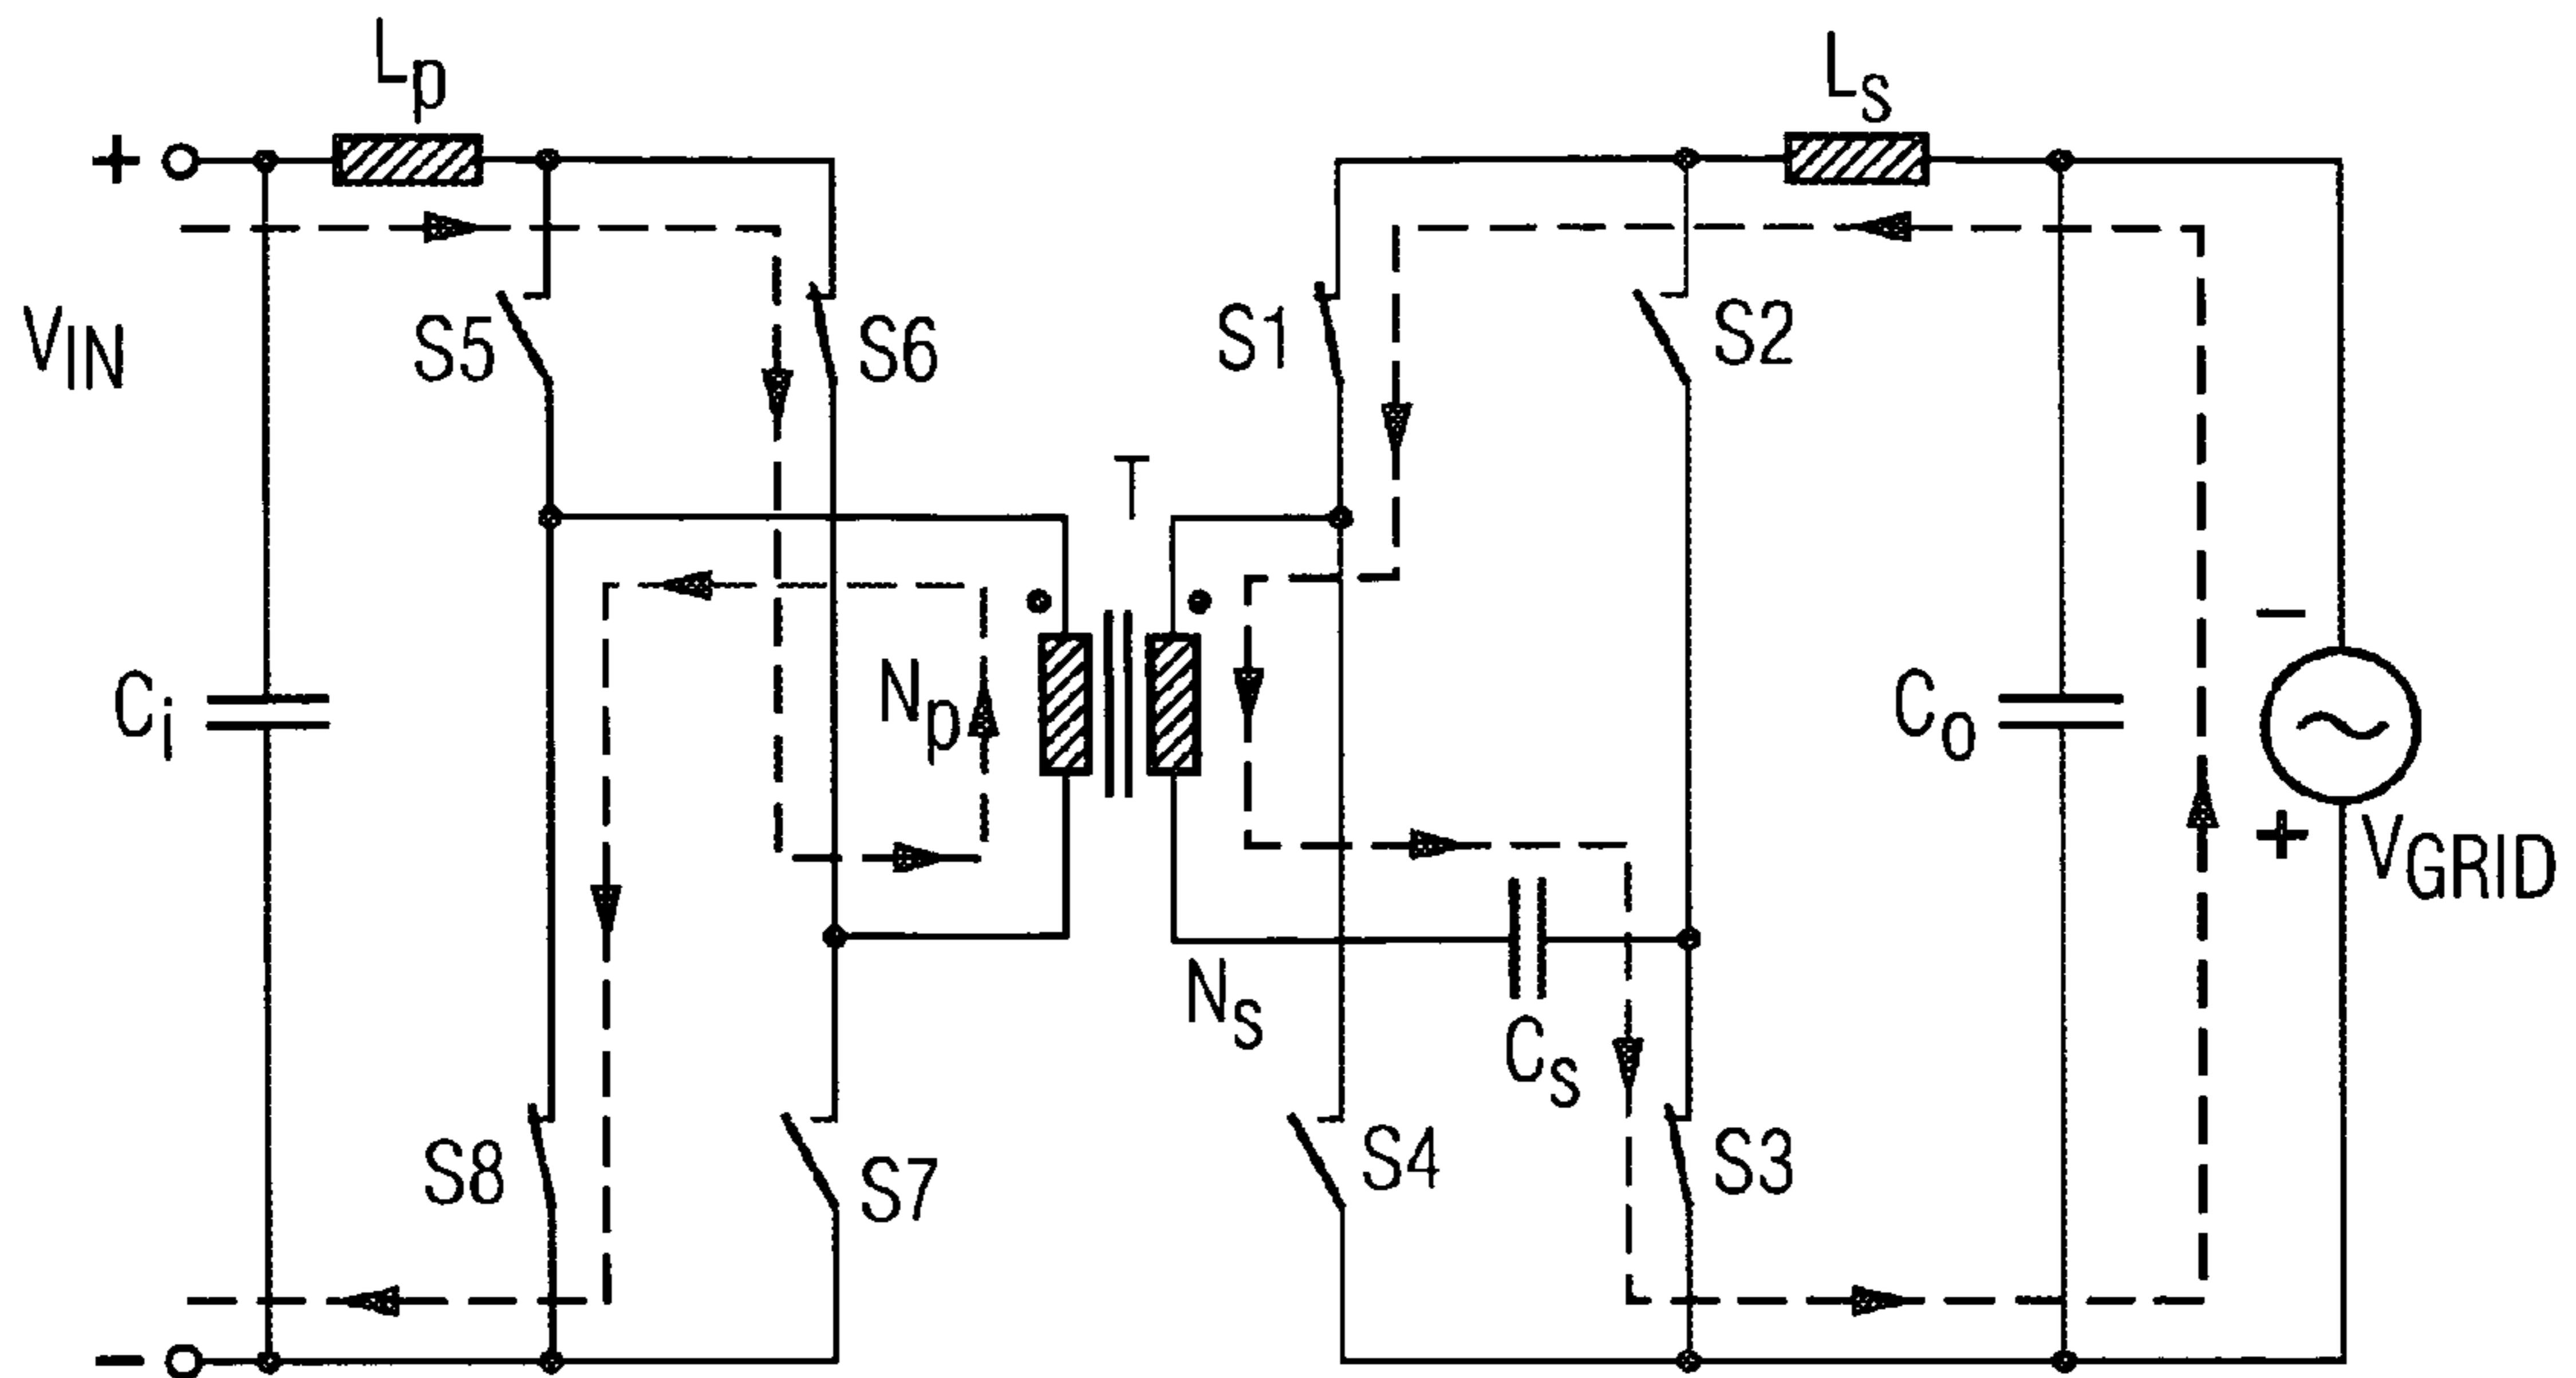 Lp
Ls
+
VIN
S5
S6
S1
S2
T
Ci
Np
Co
−
+
VGRID
Ns
Cs
S8
S7
S4
S3
−